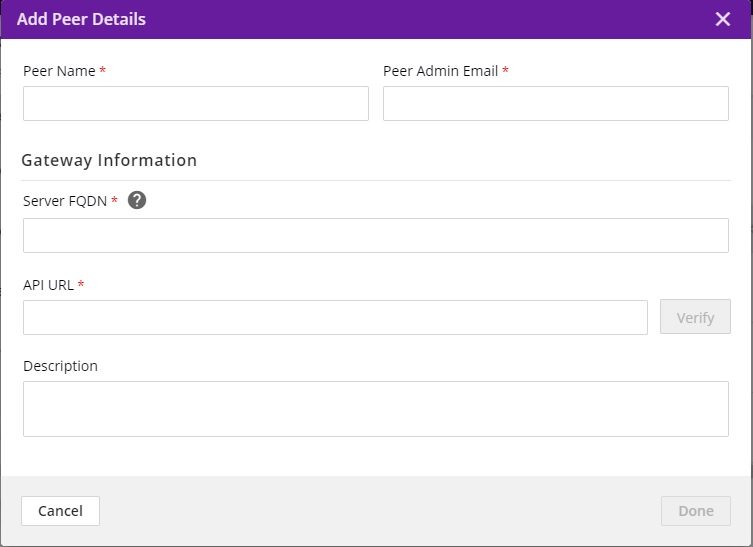 Add Peer Details
Peer Name *
Peer Admin Email *
Gateway Information
Server FQDN * ?
API URL *
Verify
Description
Cancel
Done